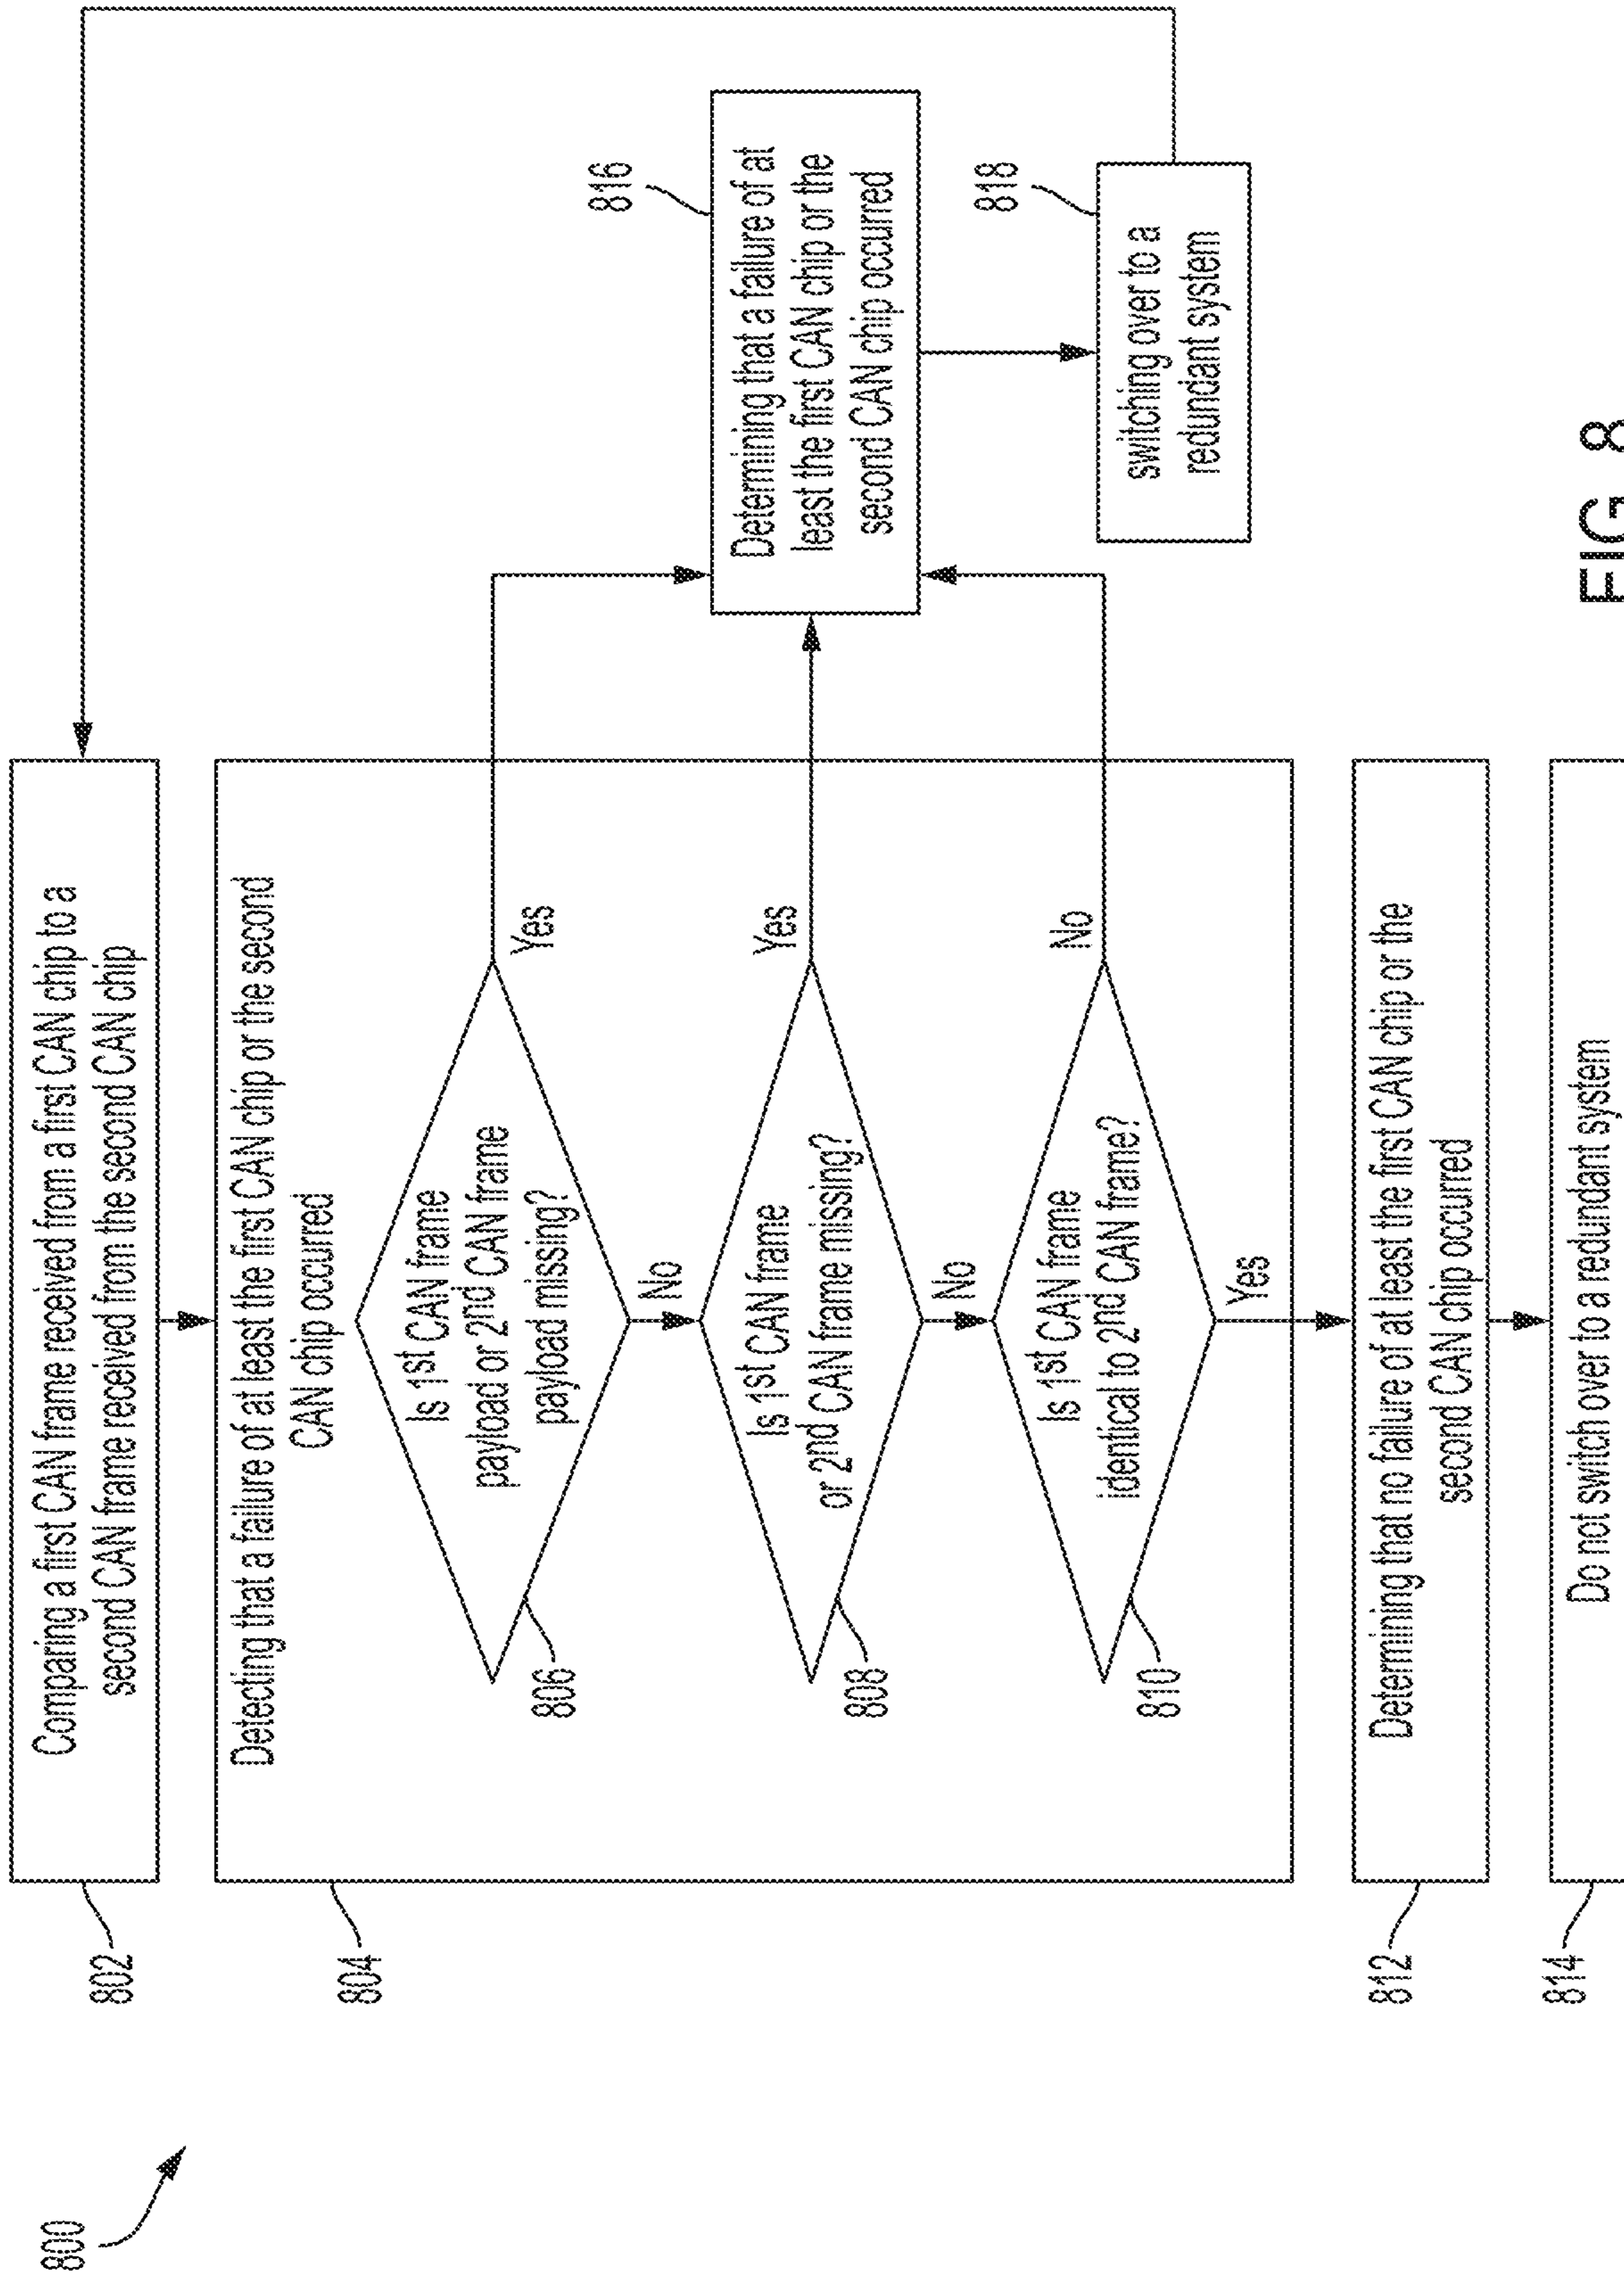 800
802
Comparing a first CAN frame received from a first CAN chip to a
second CAN frame received from the second CAN chip
804
Detecting that a failure of at least the first CAN chip or the second
CAN chip occurred
806
Is 1st CAN frame
payload or 2nd CAN frame
payload missing?
Yes
No
808
Is 1st CAN frame
or 2nd CAN frame missing?
Yes
No
810
Is 1st CAN frame
identical to 2nd CAN frame?
No
Yes
812
Determining that no failure of at least the first CAN chip or the
second CAN chip occurred
814
Do not switch over to a redundant system
816
Determining that a failure of at
least the first CAN chip or the
second CAN chip occurred
818
switching over to a
redundant system
FIG. 8